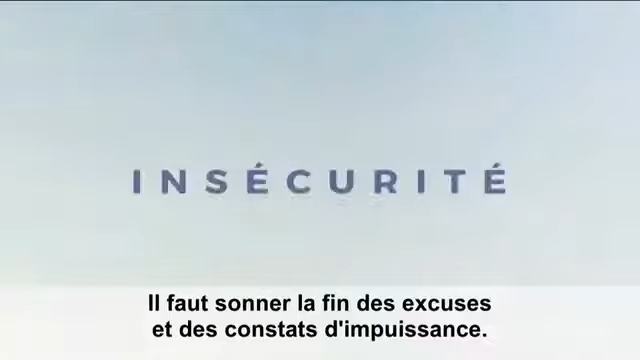 INSÉCURITÉ
Il faut sonner la fin des excuses
et des constats d'impuissance.